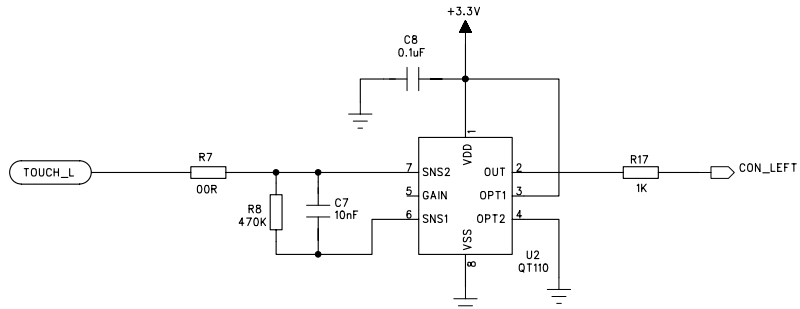 +3.3V
C8
0.1uF
1
VDD
TOUCH_L
R7
00R
7
SNS2
OUT
2
R17
1K
CON_LEFT
5
GAIN
OPT1
3
R8
470K
C7
10nF
6
SNS1
OPT2
4
VSS
8
U2
QT110